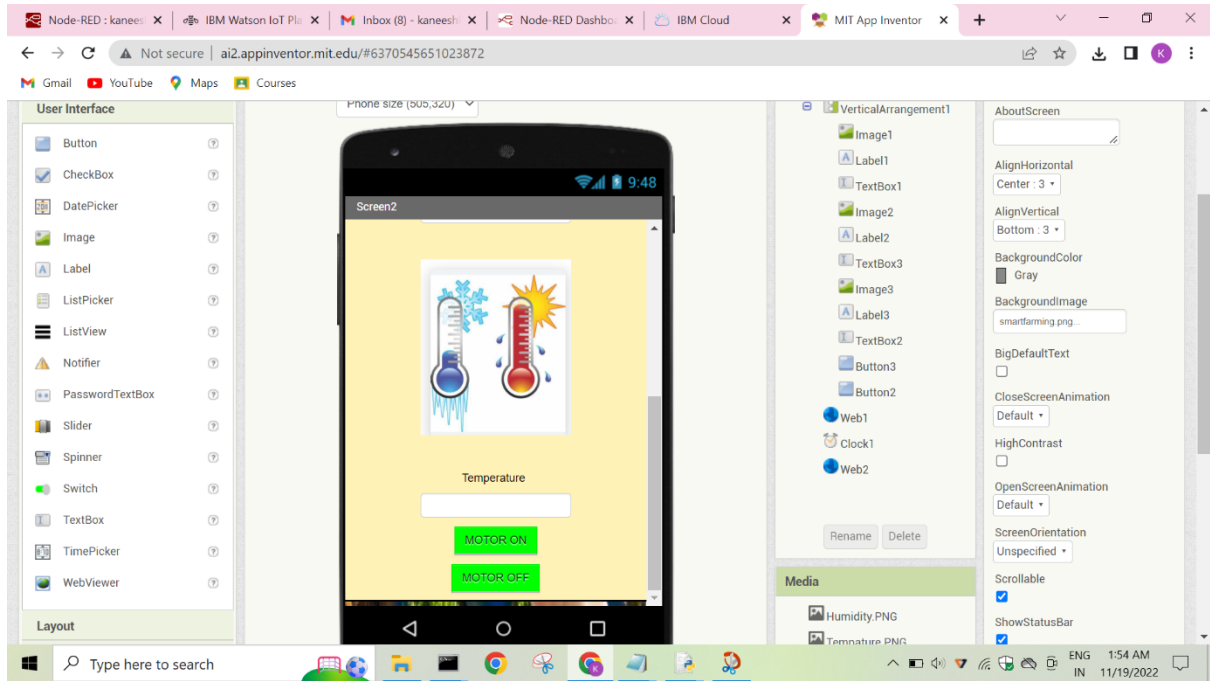 Node-RED : kanees
IBM Watson IoT Pla
Inbox (8) - kaneesh
Node-RED Dashbo
IBM Cloud
MIT App Inventor
Not secure | ai2.appinventor.mit.edu/#6370545651023872
K
Gmail
YouTube
Maps
Courses
User Interface
Button
CheckBox
DatePicker
Image
Label
ListPicker
ListView
Notifier
PasswordTextBox
Slider
Spinner
Switch
TextBox
TimePicker
WebViewer
Layout
Phone size (505,320)
9:48
Screen2
Temperature
MOTOR ON
MOTOR OFF
VerticalArrangement1
Image1
Label1
TextBox1
Image2
Label2
TextBox3
Image3
Label3
TextBox2
Button3
Button2
Web1
Clock1
Web2
Rename
Delete
Media
Humidity.PNG
Tempature.PNG
AboutScreen
AlignHorizontal
Center : 3
AlignVertical
Bottom : 3
BackgroundColor
Gray
BackgroundImage
smartfarming.png...
BigDefaultText
CloseScreenAnimation
Default
HighContrast
OpenScreenAnimation
Default
ScreenOrientation
Unspecified
Scrollable
ShowStatusBar
Type here to search
ENG
IN
1:54 AM
11/19/2022